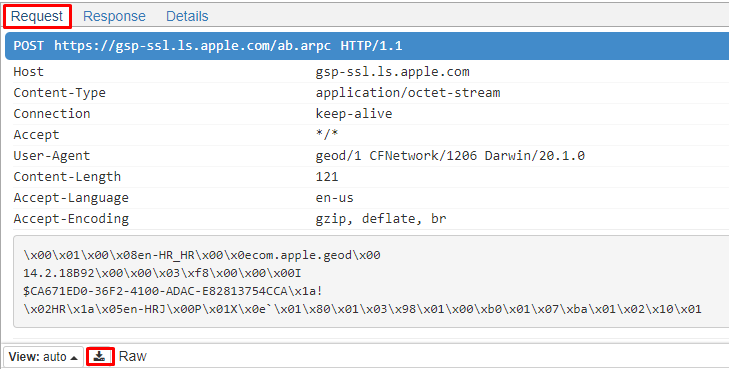 Request Response Details
POST https://gsp-ssl.ls.apple.com/ab.arpc HTTP/1.1
Host gsp-ssl.ls.apple.com
Content-Type application/octet-stream
Connection keep-alive
Accept */*
User-Agent geod/1 CFNetwork/1206 Darwin/20.1.0
Content-Length 121
Accept-Language en-us
Accept-Encoding gzip, deflate, br
\x00\x01\x00\x08en-HR_HR\x00\x0ecom.apple.geod\x00
14.2.18B92\x00\x00\x03\xf8\x00\x00\x00I
$CA671ED0-36F2-4100-ADAC-E82813754CCA\x1a!
\x02HR\x1a\x05en-HRJ\x00P\x01X\x0e`\x01\x80\x01\x03\x98\x01\x00\xb0\x01\x07\xba\x01\x02\x10\x01
View: auto Raw